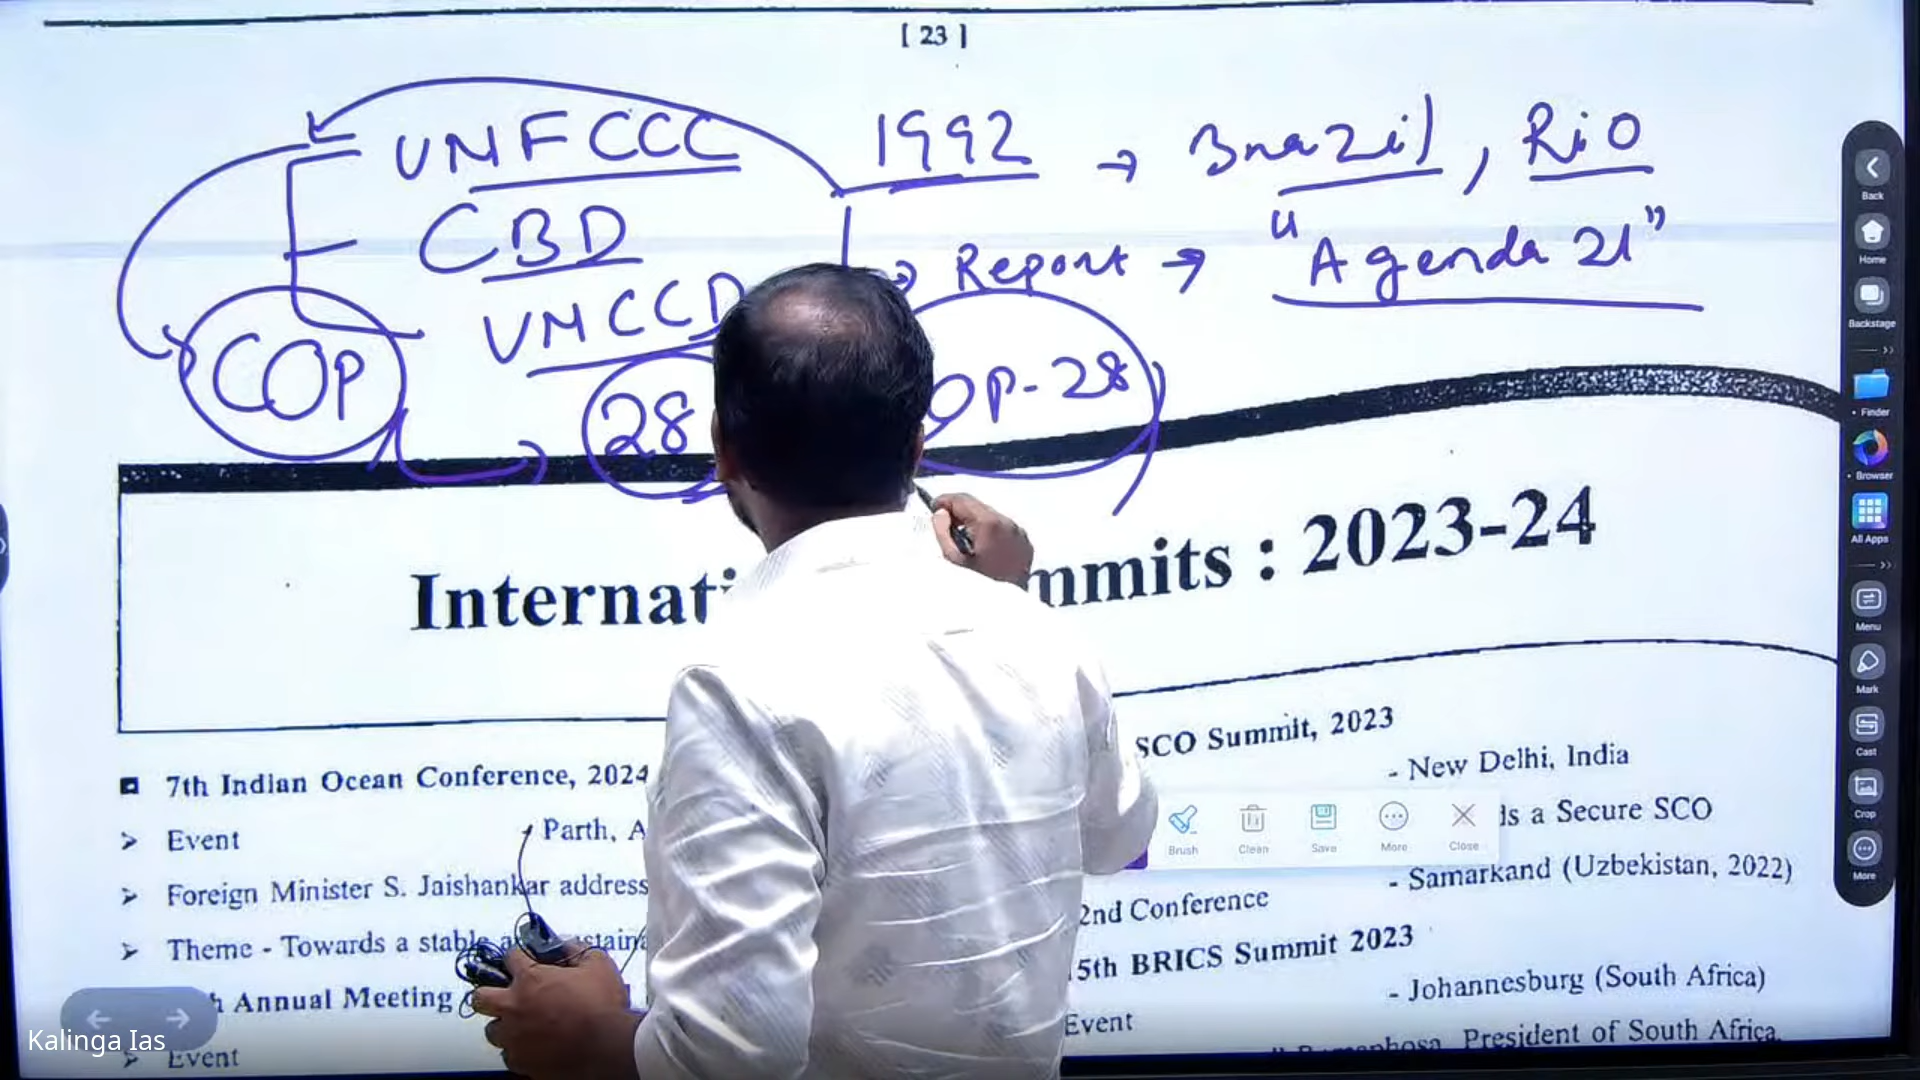 [ 23 ]
UNFCCC 1992 → Brazil, Rio
CBD
Report → "Agenda 21"
UNCCD
COP
28
OP-28
Internati mmits : 2023-24
7th Indian Ocean Conference, 2024
Event
Parth, A
Foreign Minister S. Jaishankar address
Theme - Towards a stable
h Annual Meeting
Event
SCO Summit, 2023
- New Delhi, India
ds a Secure SCO
- Samarkand (Uzbekistan, 2022)
2nd Conference
5th BRICS Summit 2023
- Johannesburg (South Africa)
Event
President of South Africa.
Brush
Clean
Save
More
Close
Back
Home
Backstage
Finder
Browser
All Apps
Menu
Mark
Cast
Crop
More
Kalinga Ias